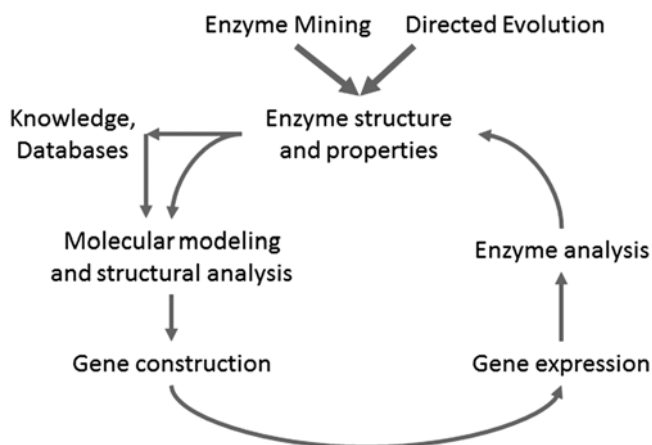 Enzyme Mining
Directed Evolution
Knowledge,
Databases
Enzyme structure
and properties
Molecular modeling
and structural analysis
Enzyme analysis
Gene construction
Gene expression